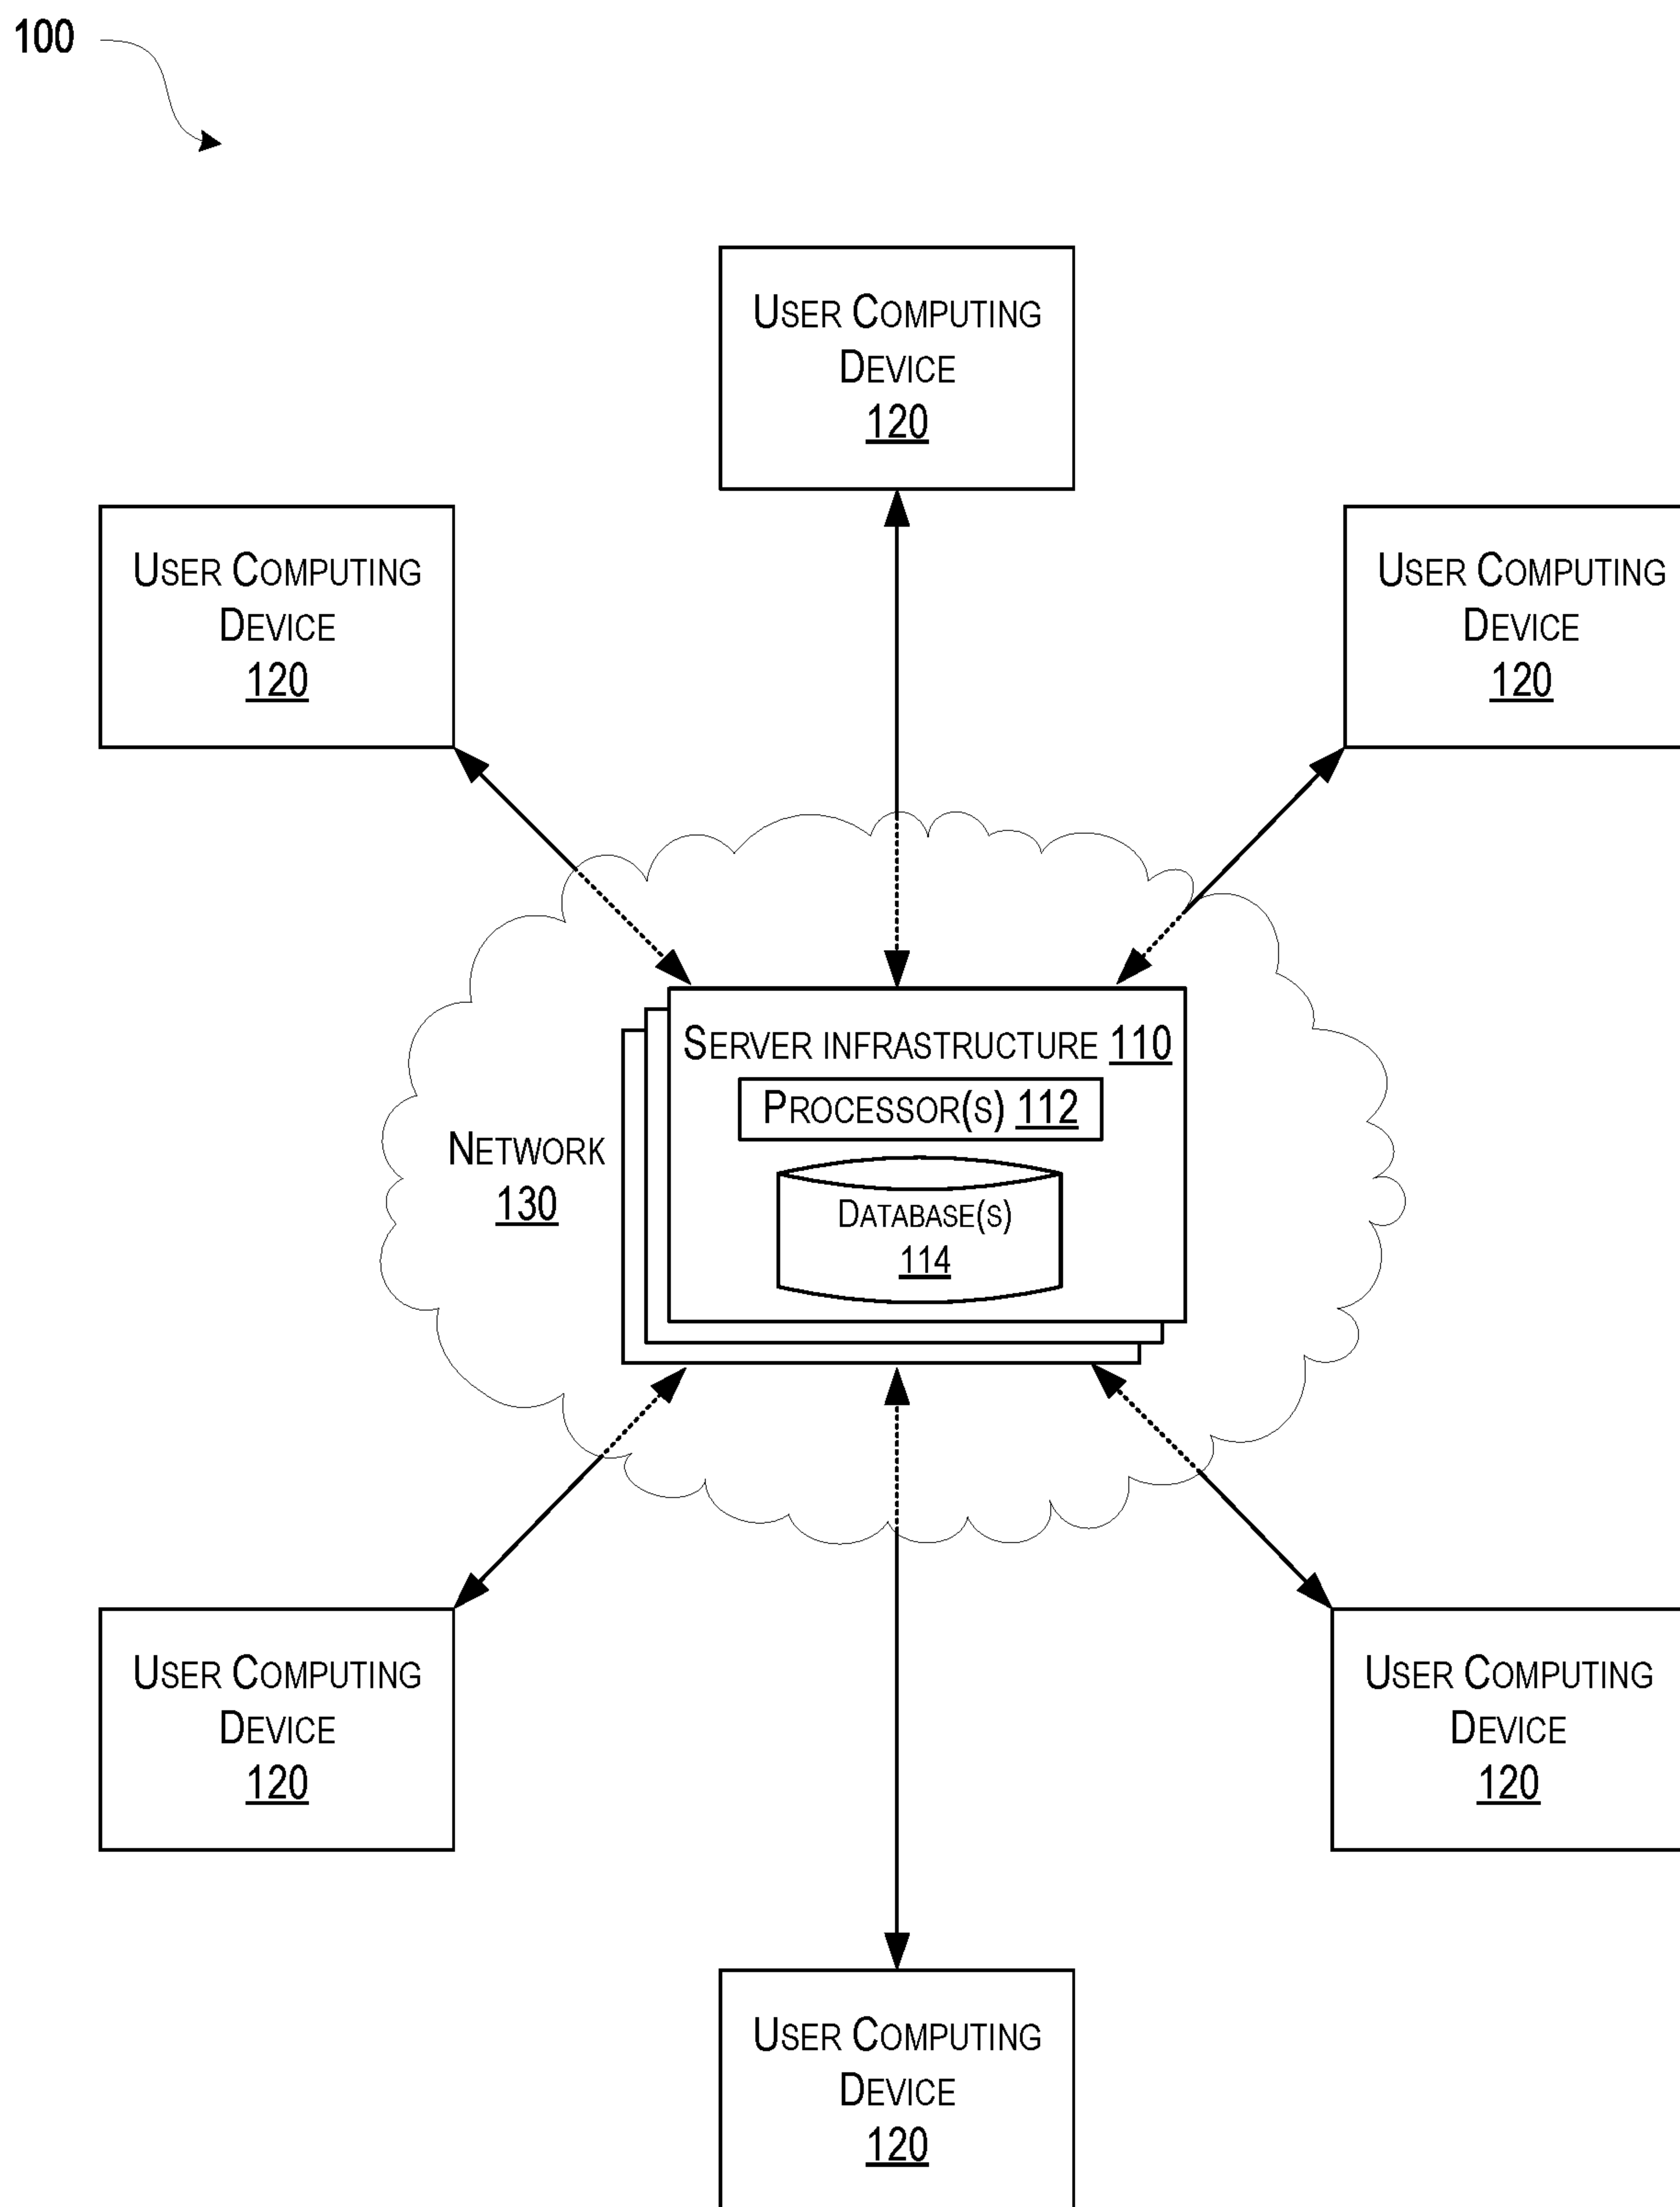 100
USER COMPUTING
DEVICE
120
USER COMPUTING
DEVICE
120
USER COMPUTING
DEVICE
120
SERVER INFRASTRUCTURE 110
PROCESSOR(S) 112
NETWORK
130
DATABASE(S)
114
USER COMPUTING
DEVICE
120
USER COMPUTING
DEVICE
120
USER COMPUTING
DEVICE
120